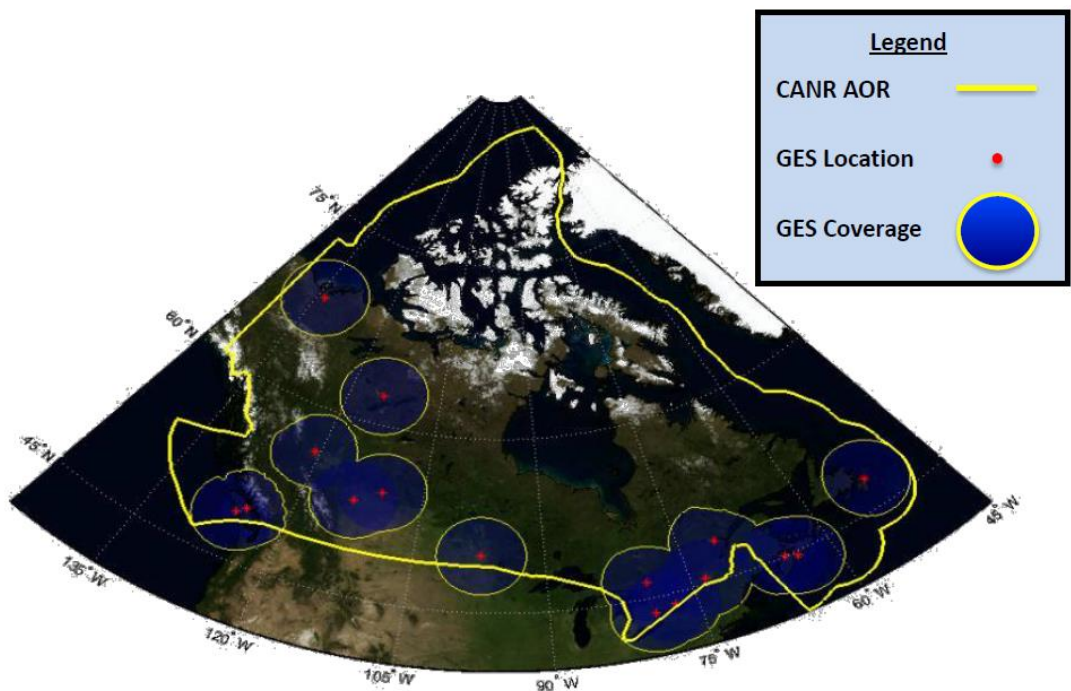 Legend
CANR AOR
GES Location
GES Coverage
75° N
60° N
45° N
135° W
120° W
105° W
90° W
75° W
60° W
45° W